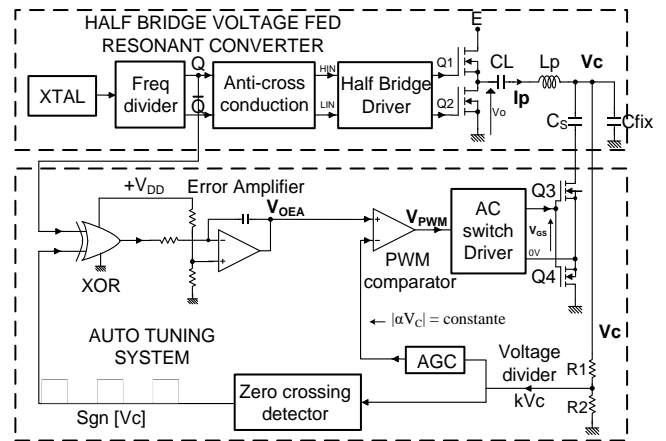 HALF BRIDGE VOLTAGE FED
RESONANT CONVERTER
E
XTAL
Freq
divider
Q
Q̅
Anti-cross
conduction
HIN
LIN
Half Bridge
Driver
Q1
Q2
Vo
CL
Ip
Lp
Vc
CS
Cfix
+VDD
Error Amplifier
VOEA
XOR
VPWM
PWM
comparator
AC
switch
Driver
Q3
VGS
0V
Q4
|αVC| = constante
AUTO TUNING
SYSTEM
AGC
Voltage
divider
kVc
Vc
R1
R2
Zero crossing
detector
Sgn [Vc]